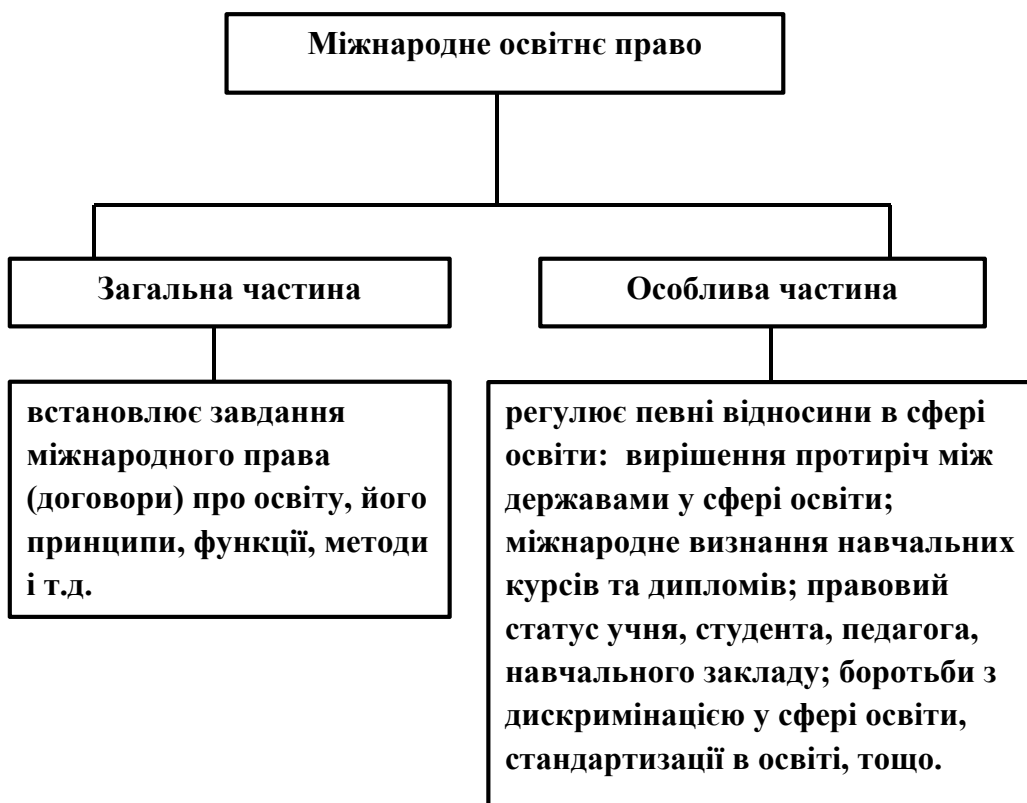 Міжнародне освітнє право
Загальна частина
Особлива частина
встановлює завдання
міжнародного права
(договори) про освіту, його
принципи, функції, методи
і т.д.
регулює певні відносини в сфері
освіти: вирішення протиріч між
державами у сфері освіти;
міжнародне визнання навчальних
курсів та дипломів; правовий
статус учня, студента, педагога,
навчального закладу; боротьби з
дискримінацією у сфері освіти,
стандартизації в освіті, тощо.